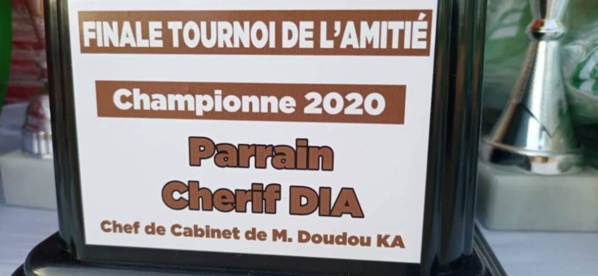 FINALE TOURNOI DE L'AMITIÉ
Championne 2020
Parrain
Cherif DIA
Chef de Cabinet de M. Doudou KA